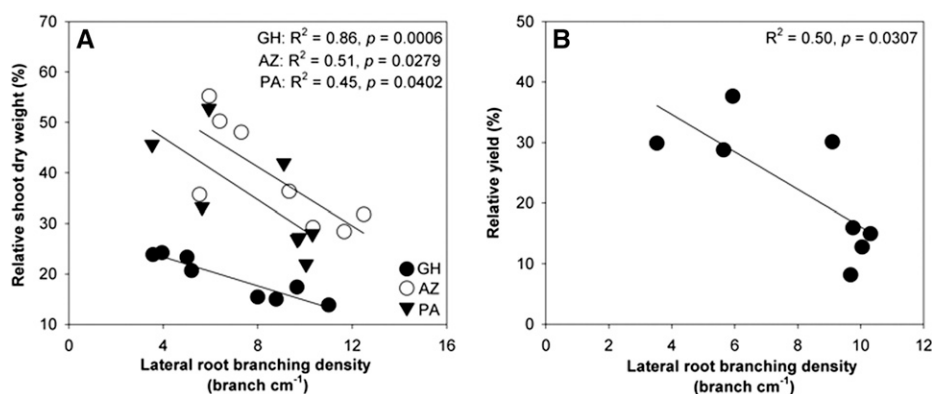 A
GH: R² = 0.86, p = 0.0006
AZ: R² = 0.51, p = 0.0279
PA: R² = 0.45, p = 0.0402
Relative shoot dry weight (%)
70
60
50
40
30
20
10
GH
AZ
PA
0 4 8 12 16
Lateral root branching density
(branch cm⁻¹)
B
R² = 0.50, p = 0.0307
Relative yield (%)
50
40
30
20
10
0
0 2 4 6 8 10 12
Lateral root branching density
(branch cm⁻¹)